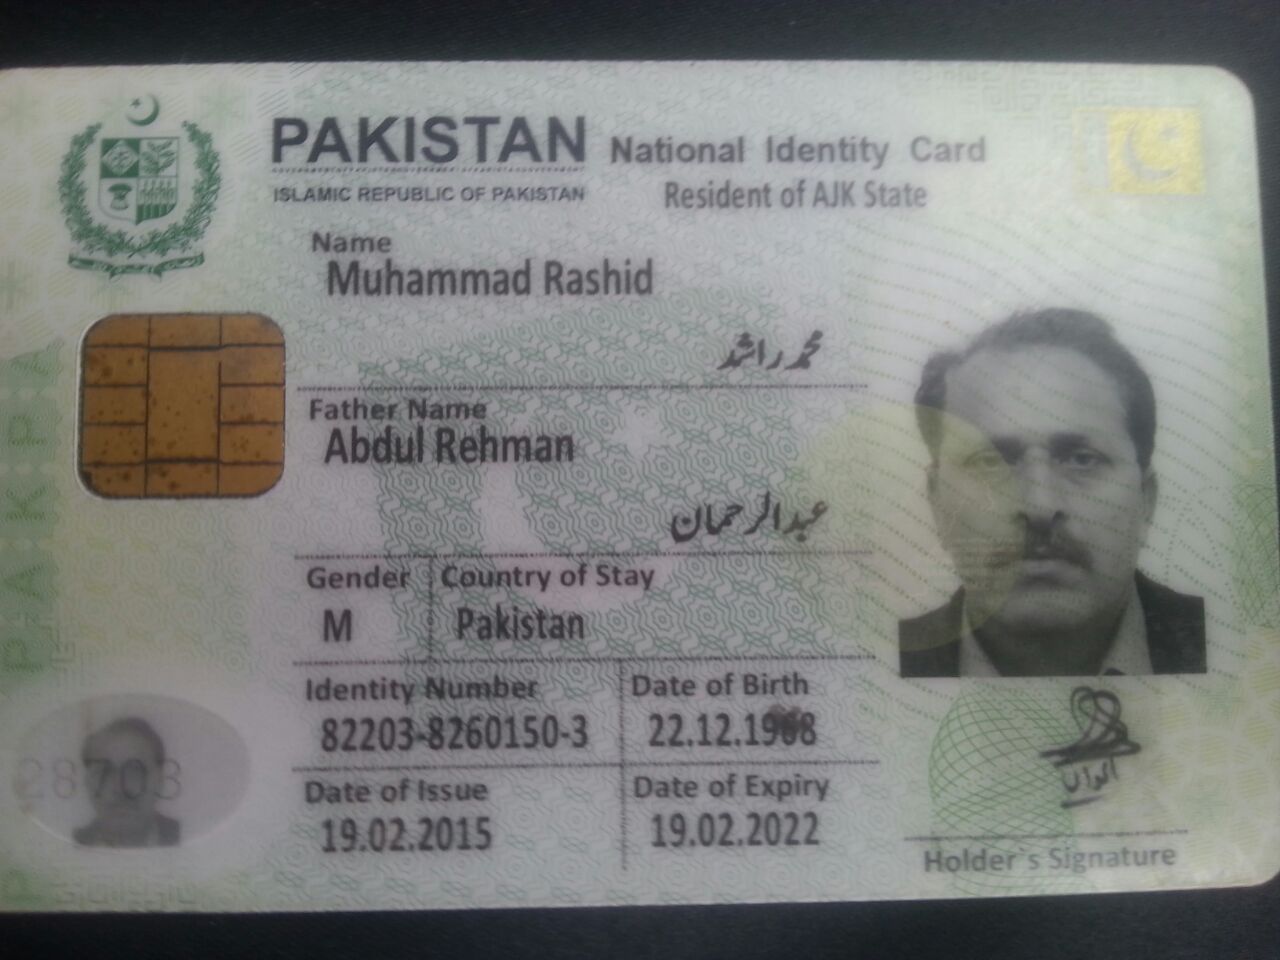 PAKISTAN National Identity Card
ISLAMIC REPUBLIC OF PAKISTAN Resident of AJK State
Name
Muhammad Rashid
محمد راشد
Father Name
Abdul Rehman
عبدالرحمان
Gender Country of Stay
M Pakistan
Identity Number Date of Birth
82203-8260150-3 22.12.19
Date of Issue Date of Expiry
19.02.2015 19.02.2022
Holder`s Signature
28703